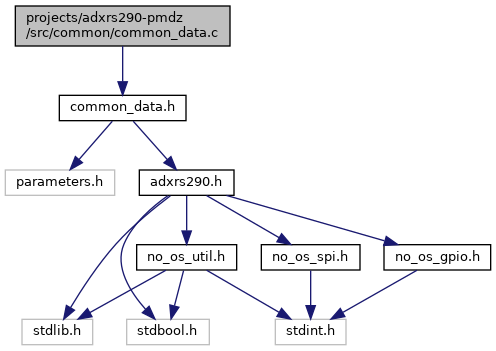 projects/adxrs290-pmdz
/src/common/common_data.c
common_data.h
parameters.h
adxrs290.h
no_os_util.h
no_os_spi.h
no_os_gpio.h
stdlib.h
stdbool.h
stdint.h